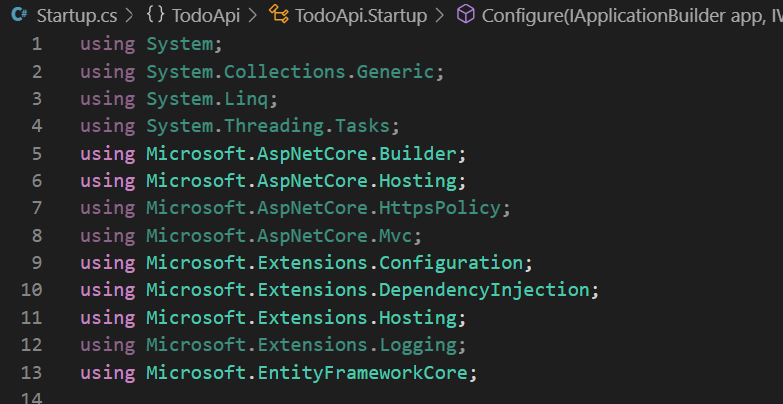 C# Startup.cs > {} TodoApi > TodoApi.Startup > Configure(IApplicationBuilder app,
1 using System;
2 using System.Collections.Generic;
3 using System.Linq;
4 using System.Threading.Tasks;
5 using Microsoft.AspNetCore.Builder;
6 using Microsoft.AspNetCore.Hosting;
7 using Microsoft.AspNetCore.HttpsPolicy;
8 using Microsoft.AspNetCore.Mvc;
9 using Microsoft.Extensions.Configuration;
10 using Microsoft.Extensions.DependencyInjection;
11 using Microsoft.Extensions.Hosting;
12 using Microsoft.Extensions.Logging;
13 using Microsoft.EntityFrameworkCore;
14